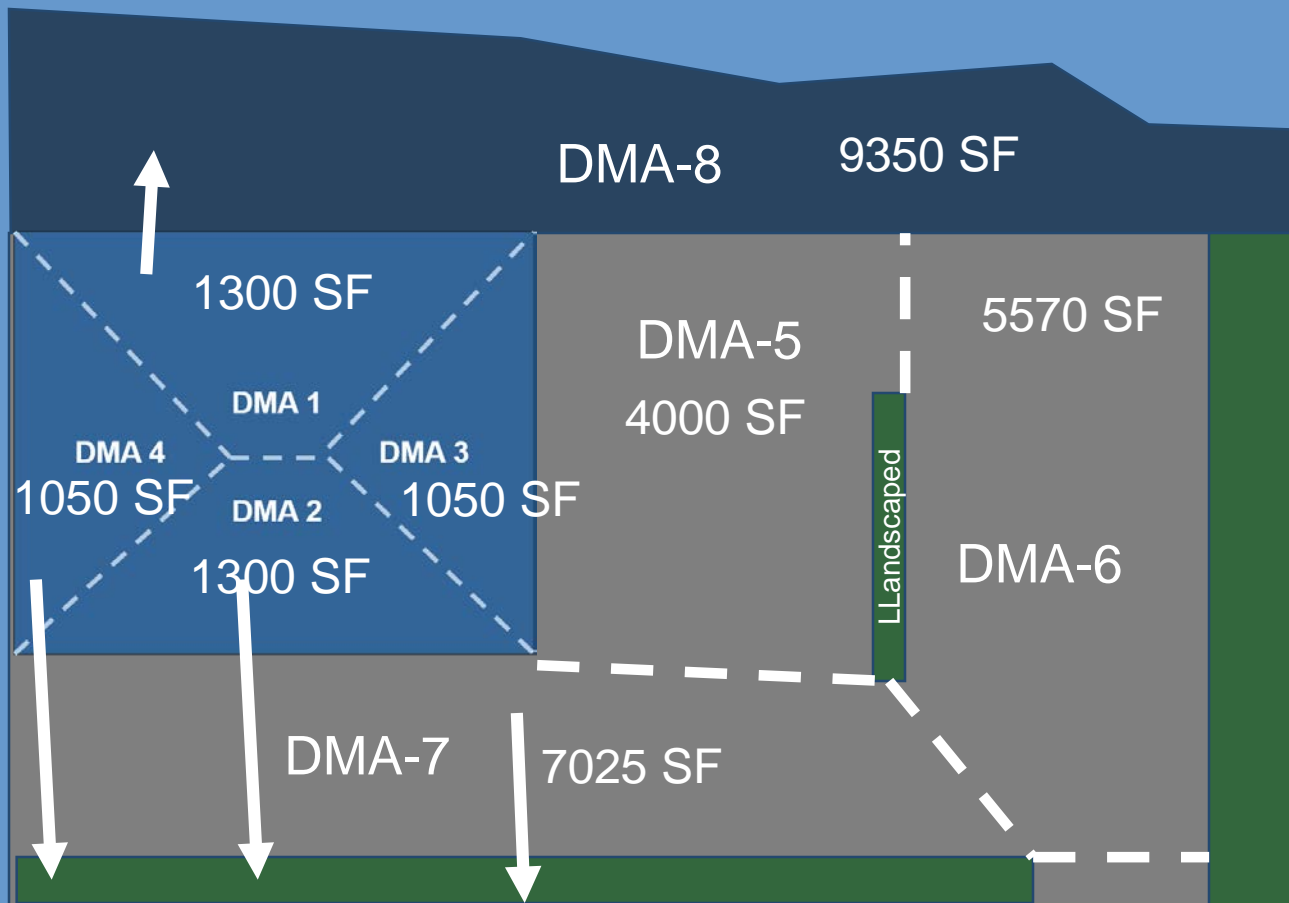 DMA-8 9350 SF
1300 SF
5570 SF
DMA-5
4000 SF
DMA 1
DMA 4
1050 SF
DMA 3
1050 SF
DMA 2
1300 SF
LLandscaped
DMA-6
DMA-7
7025 SF